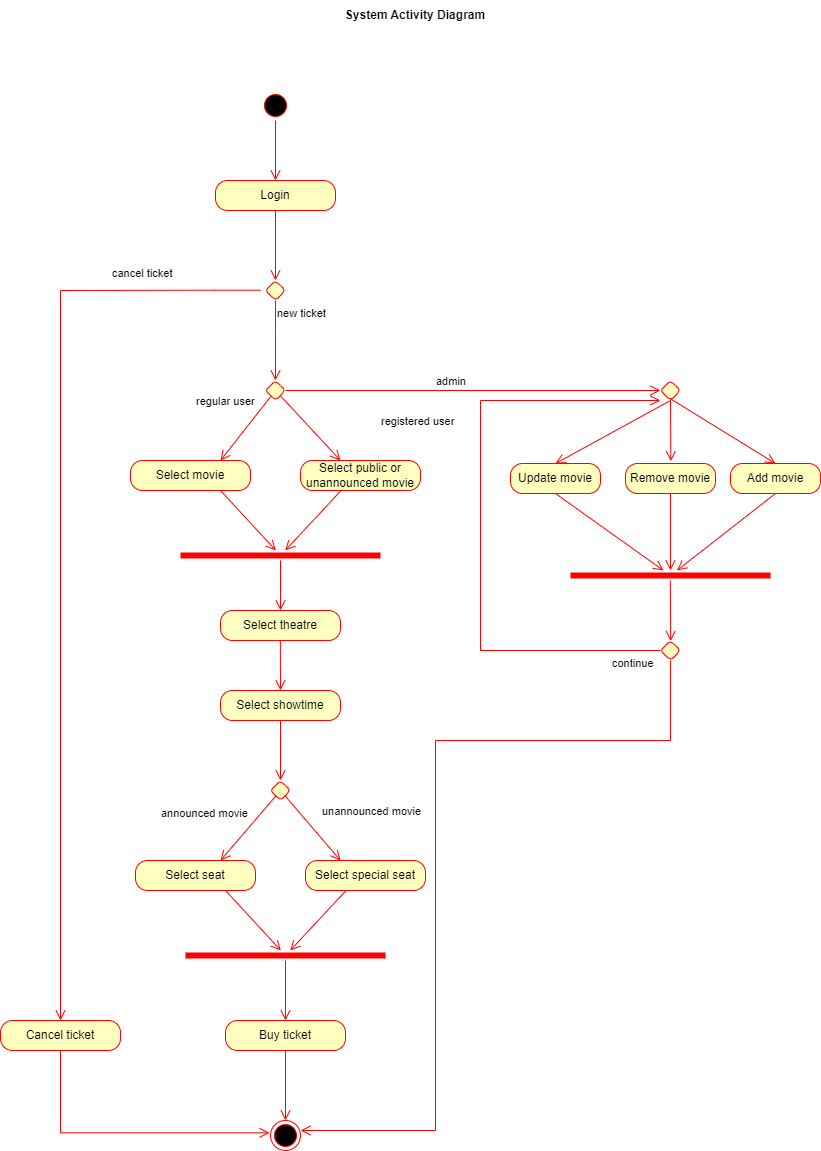 System Activity Diagram
Login
cancel ticket
new ticket
admin
regular user
registered user
Select movie
Select public or
unannounced movie
Update movie
Remove movie
Add movie
Select theatre
continue
Select showtime
announced movie
unannounced movie
Select seat
Select special seat
Cancel ticket
Buy ticket